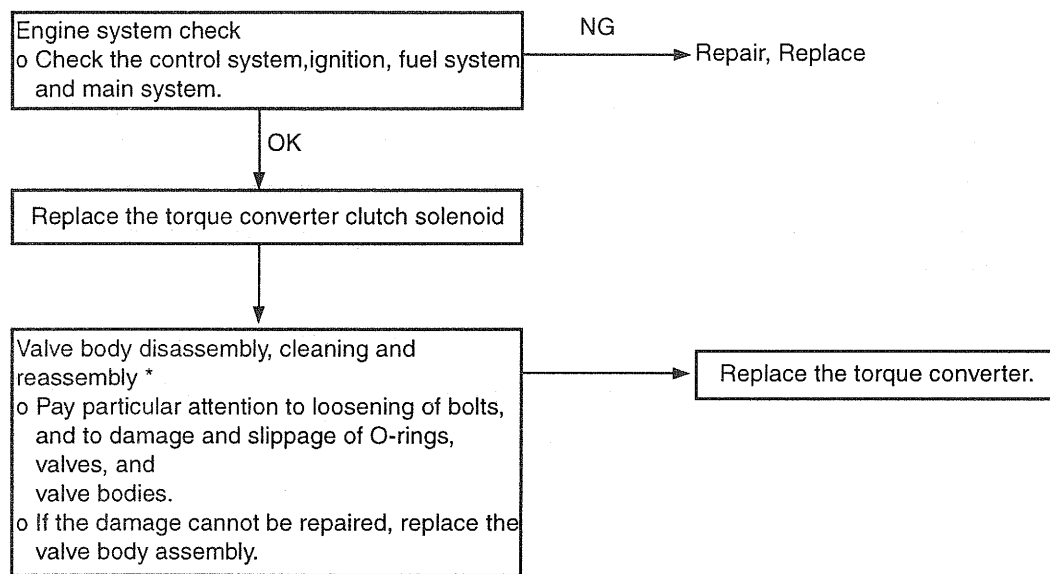 Engine system check
NG
o Check the control system,ignition, fuel system
Repair, Replace
and main system.
OK
Replace the torque converter clutch solenoid
Valve body disassembly, cleaning and
reassembly *
Replace the torque converter.
o Pay particular attention to loosening of bolts,
and to damage and slippage of O-rings,
valves, and
valve bodies.
o If the damage cannot be repaired, replace the
valve body assembly.